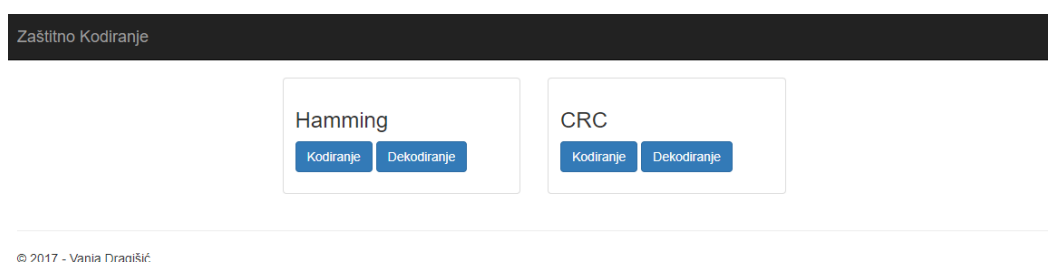 Zaštitno Kodiranje
Hamming
Kodiranje Dekodiranje
CRC
Kodiranje Dekodiranje
© 2017 - Vanja Dragišić